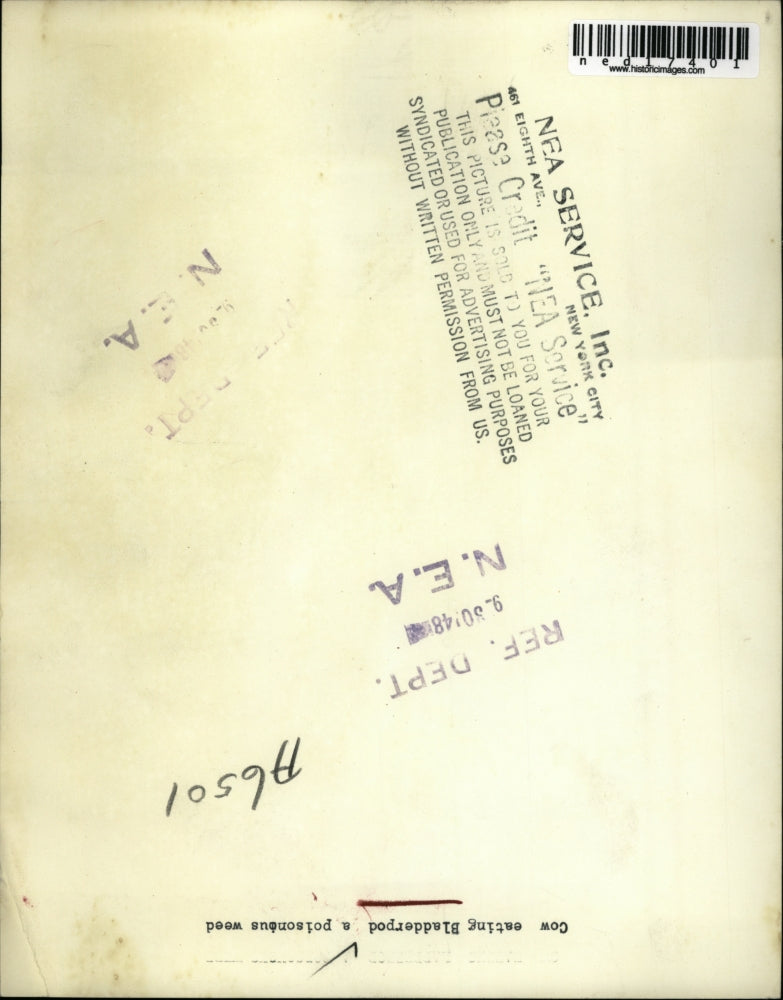 ned17401
www.historicimages.com
NEA SERVICE, Inc.
461 EIGHTH AVE., NEW YORK CITY
Please Credit "NEA Service"
THIS PICTURE IS SOLD TO YOU FOR YOUR
PUBLICATION ONLY AND MUST NOT BE LOANED
SYNDICATED OR USED FOR ADVERTISING PURPOSES
WITHOUT WRITTEN PERMISSION FROM US.
N. E. A.
DEPT.
REF. DEPT.
9-30-48
N.E.A.
A6501
Cow eating Bladderpod a poisonous weed